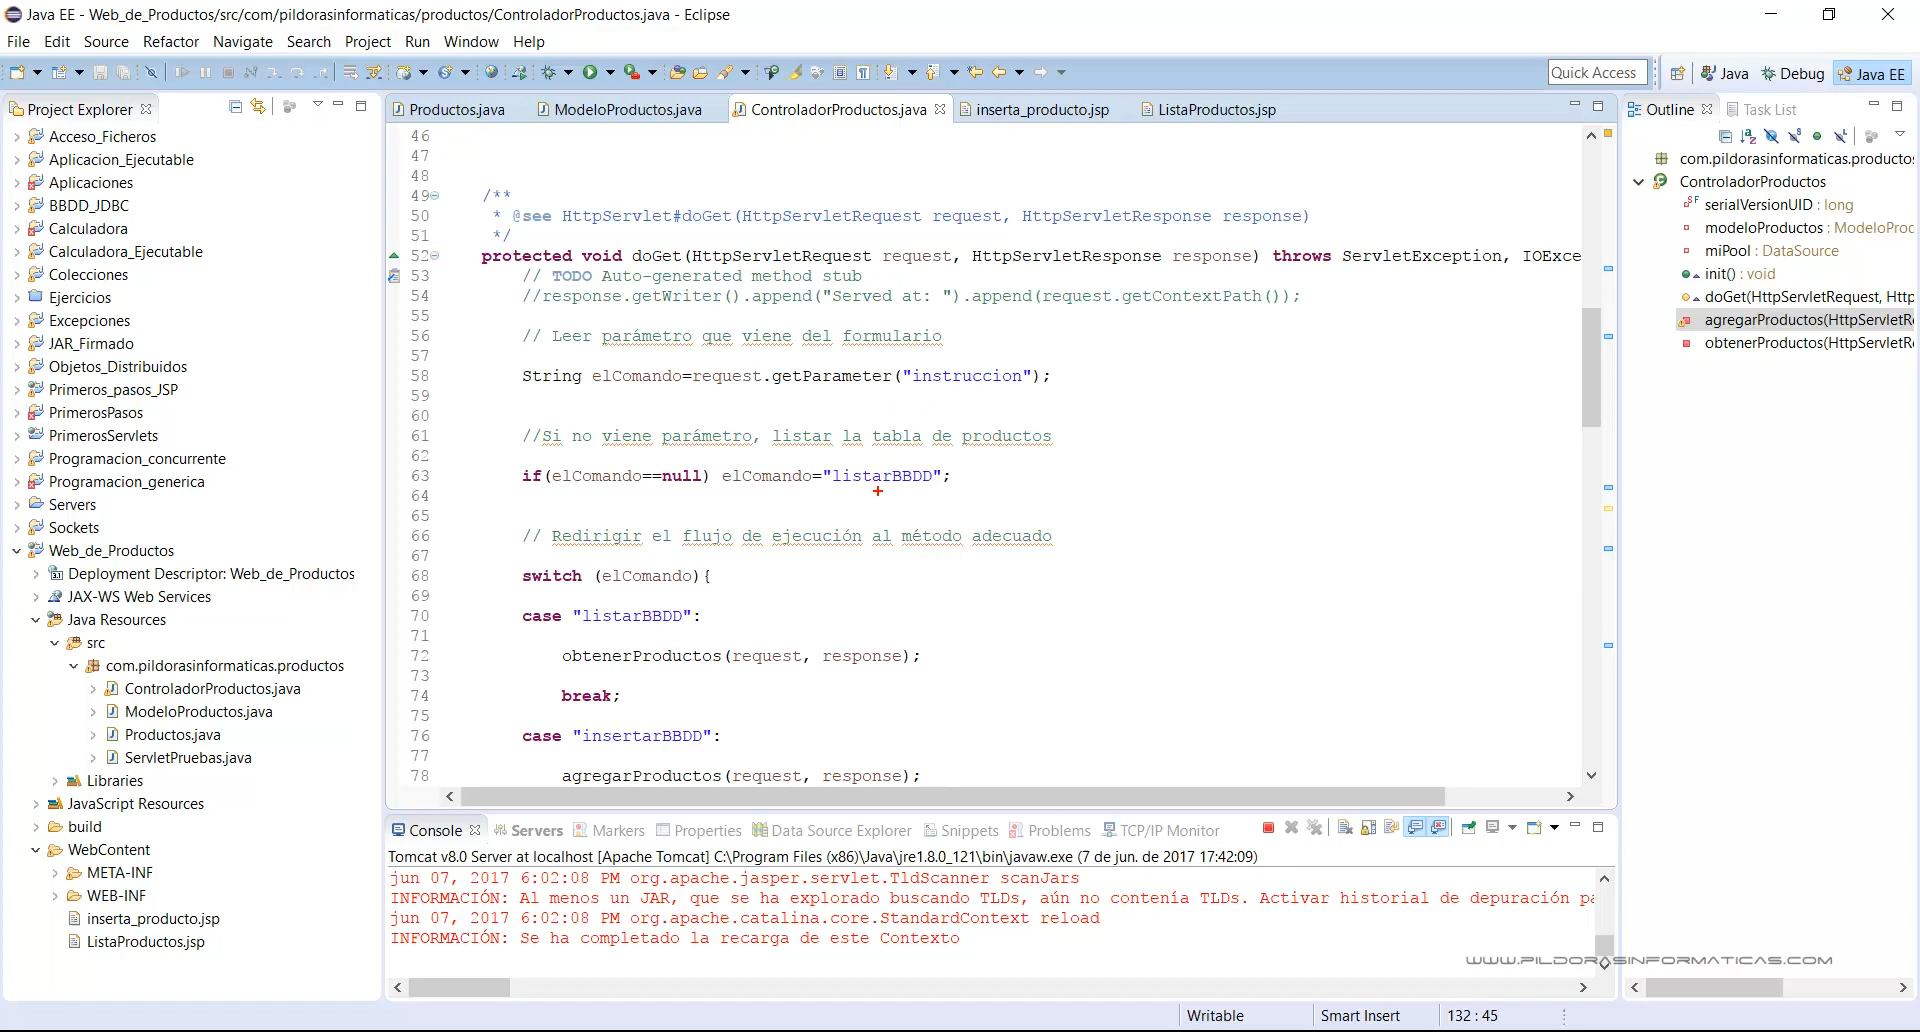 Java EE - Web_de_Productos/src/com/pildorasinformaticas/productos/ControladorProductos.java - Eclipse
File Edit Source Refactor Navigate Search Project Run Window Help
Quick Access
Java
Debug
Java EE
Project Explorer
Acceso_Ficheros
Aplicacion_Ejecutable
Aplicaciones
BBDD_JDBC
Calculadora
Calculadora_Ejecutable
Colecciones
Ejercicios
Excepciones
JAR_Firmado
Objetos_Distribuidos
Primeros_pasos_JSP
PrimerosPasos
PrimerosServlets
Programacion_concurrente
Programacion_generica
Servers
Sockets
Web_de_Productos
Deployment Descriptor: Web_de_Productos
JAX-WS Web Services
Java Resources
src
com.pildorasinformaticas.productos
ControladorProductos.java
ModeloProductos.java
Productos.java
ServletPruebas.java
Libraries
JavaScript Resources
build
WebContent
META-INF
WEB-INF
inserta_producto.jsp
ListaProductos.jsp
Productos.java ModeloProductos.java ControladorProductos.java inserta_producto.jsp ListaProductos.jsp
46
47
48
49 /**
50 * @see HttpServlet#doGet(HttpServletRequest request, HttpServletResponse response)
51 */
52 protected void doGet(HttpServletRequest request, HttpServletResponse response) throws ServletException, IOExce
53 // TODO Auto-generated method stub
54 //response.getWriter().append("Served at: ").append(request.getContextPath());
55
56 // Leer parámetro que viene del formulario
57
58 String elComando=request.getParameter("instruccion");
59
60
61 //Si no viene parámetro, listar la tabla de productos
62
63 if(elComando==null) elComando="listarBBDD";
64
65
66 // Redirigir el flujo de ejecución al método adecuado
67
68 switch (elComando){
69
70 case "listarBBDD":
71
72 obtenerProductos(request, response);
73
74 break;
75
76 case "insertarBBDD":
77
78 agregarProductos(request, response);
Outline Task List
com.pildorasinformaticas.productos
ControladorProductos
serialVersionUID : long
modeloProductos : ModeloProd
miPool : DataSource
init() : void
doGet(HttpServletRequest, Http
agregarProductos(HttpServletRe
obtenerProductos(HttpServletRe
Console Servers Markers Properties Data Source Explorer Snippets Problems TCP/IP Monitor
Tomcat v8.0 Server at localhost [Apache Tomcat] C:\Program Files (x86)\Java\jre1.8.0_121\bin\javaw.exe (7 de jun. de 2017 17:42:09)
jun 07, 2017 6:02:08 PM org.apache.jasper.servlet.TldScanner scanJars
INFORMACIÓN: Al menos un JAR, que se ha explorado buscando TLDs, aún no contenía TLDs. Activar historial de depuración pa
jun 07, 2017 6:02:08 PM org.apache.catalina.core.StandardContext reload
INFORMACIÓN: Se ha completado la recarga de este Contexto
WWW.PILDORASINFORMATICAS.COM
Writable Smart Insert 132 : 45